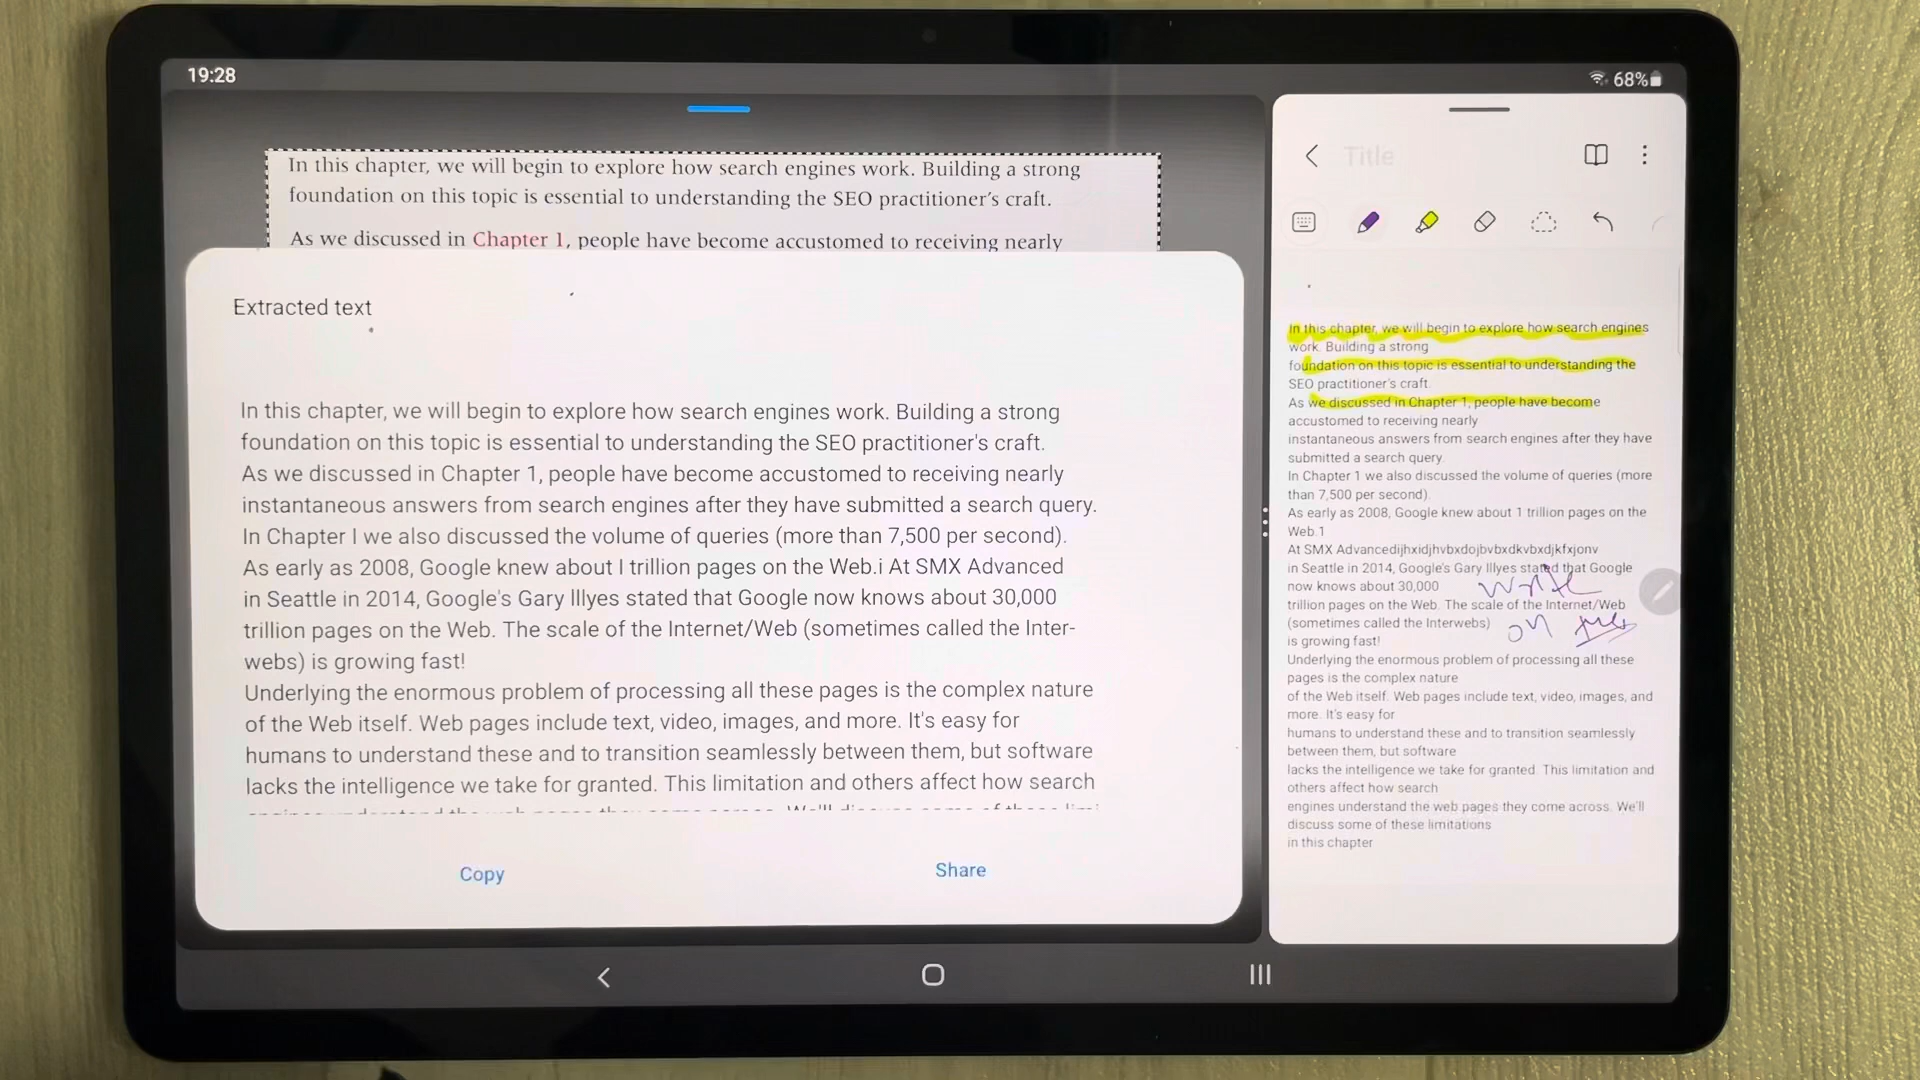 19:28
68%
In this chapter, we will begin to explore how search engines work. Building a strong
foundation on this topic is essential to understanding the SEO practitioner's craft.
As we discussed in Chapter 1, people have become accustomed to receiving nearly
Extracted text
In this chapter, we will begin to explore how search engines work. Building a strong
foundation on this topic is essential to understanding the SEO practitioner's craft.
As we discussed in Chapter 1, people have become accustomed to receiving nearly
instantaneous answers from search engines after they have submitted a search query.
In Chapter I we also discussed the volume of queries (more than 7,500 per second).
As early as 2008, Google knew about I trillion pages on the Web.i At SMX Advanced
in Seattle in 2014, Google's Gary lllyes stated that Google now knows about 30,000
trillion pages on the Web. The scale of the Internet/Web (sometimes called the Inter-
webs) is growing fast!
Underlying the enormous problem of processing all these pages is the complex nature
of the Web itself. Web pages include text, video, images, and more. It's easy for
humans to understand these and to transition seamlessly between them, but software
lacks the intelligence we take for granted. This limitation and others affect how search
engines understand the web pages they come across. We'll discuss some of these limi-
Copy
Share
Title
In this chapter, we will begin to explore how search engines
work. Building a strong
foundation on this topic is essential to understanding the
SEO practitioner's craft.
As we discussed in Chapter 1, people have become
accustomed to receiving nearly
instantaneous answers from search engines after they have
submitted a search query.
In Chapter 1 we also discussed the volume of queries (more
than 7,500 per second).
As early as 2008, Google knew about 1 trillion pages on the
Web.1
At SMX Advancedijhxidjhvbxdojbvbxdkvbxdjkfxjonv
in Seattle in 2014, Google's Gary Illyes stated that Google
now knows about 30,000
write
trillion pages on the Web. The scale of the Internet/Web
(sometimes called the Interwebs)
on
is growing fast!
Underlying the enormous problem of processing all these
pages is the complex nature
of the Web itself. Web pages include text, video, images, and
more. It's easy for
humans to understand these and to transition seamlessly
between them, but software
lacks the intelligence we take for granted. This limitation and
others affect how search
engines understand the web pages they come across. We'll
discuss some of these limitations
in this chapter